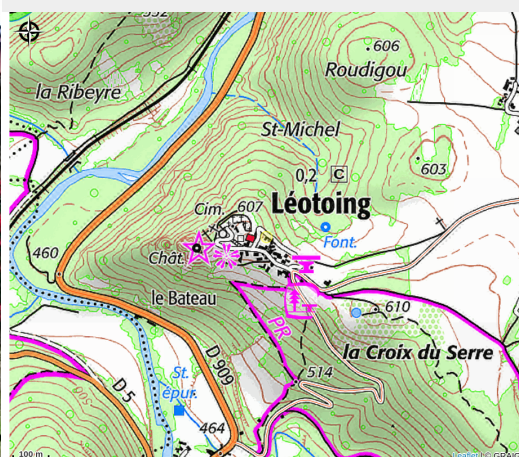 606
Roudigou
la Ribeyre
St-Michel
603
0,2 C
Léotoing
Cim. 607
Font.
Chât.
460
le Bateau
610
PR
la Croix du Serre
D 909
514
D 5
St. épur.
464
100 m